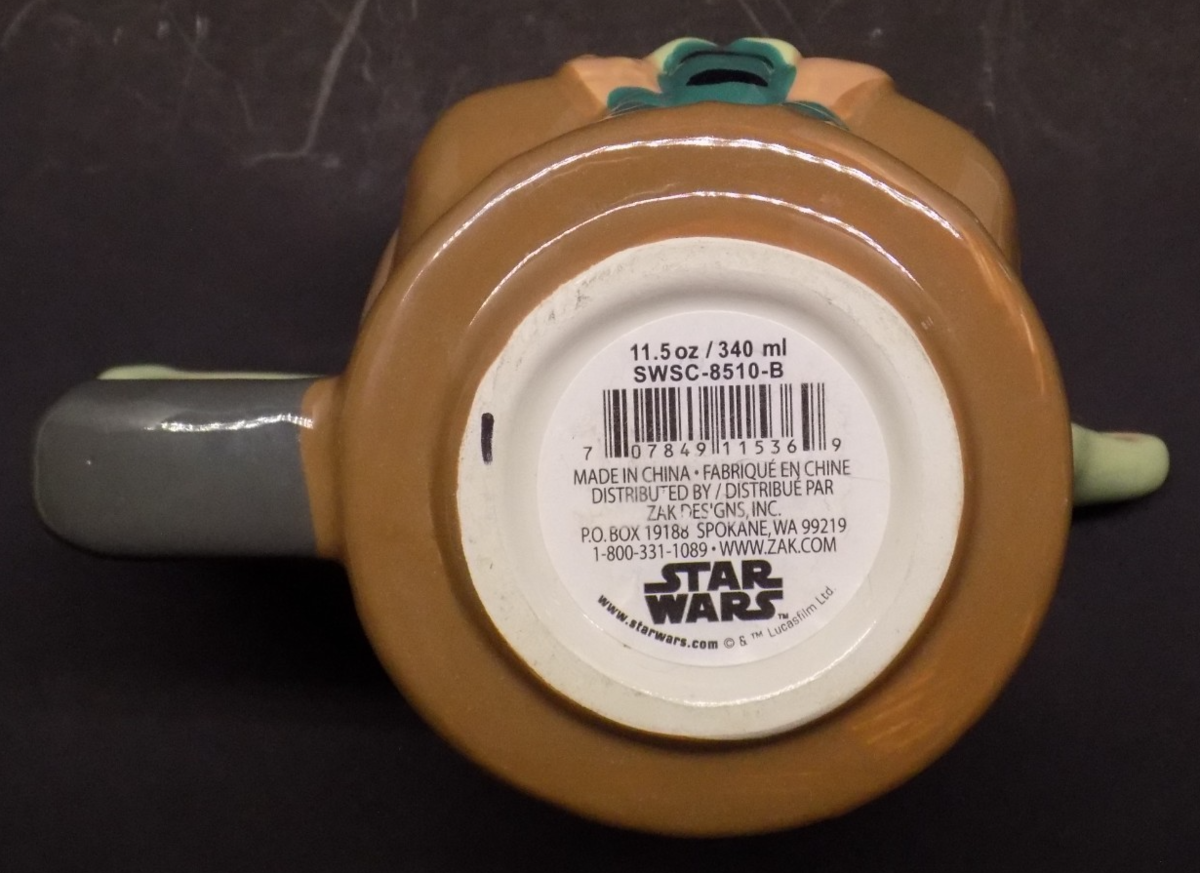 11.5 oz / 340 ml
SWSC-8510-B
7 07849 11536 9
MADE IN CHINA • FABRIQUÉ EN CHINE
DISTRIBUTED BY / DISTRIBUÉ PAR
ZAK DESIGNS, INC.
P.O. BOX 19188 SPOKANE, WA 99219
1-800-331-1089 • WWW.ZAK.COM
STAR
WARS™
www.starwars.com © & ™ Lucasfilm Ltd